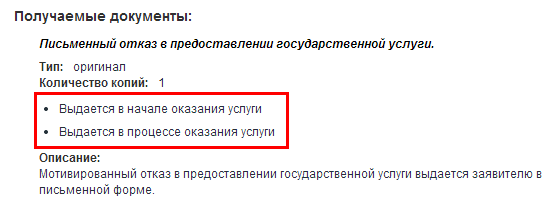 Получаемые документы:
Письменный отказ в предоставлении государственной услуги.
Тип: оригинал
Количество копий: 1
Выдается в начале оказания услуги
Выдается в процессе оказания услуги
Описание:
Мотивированный отказ в предоставлении государственной услуги выдается заявителю в
письменной форме.